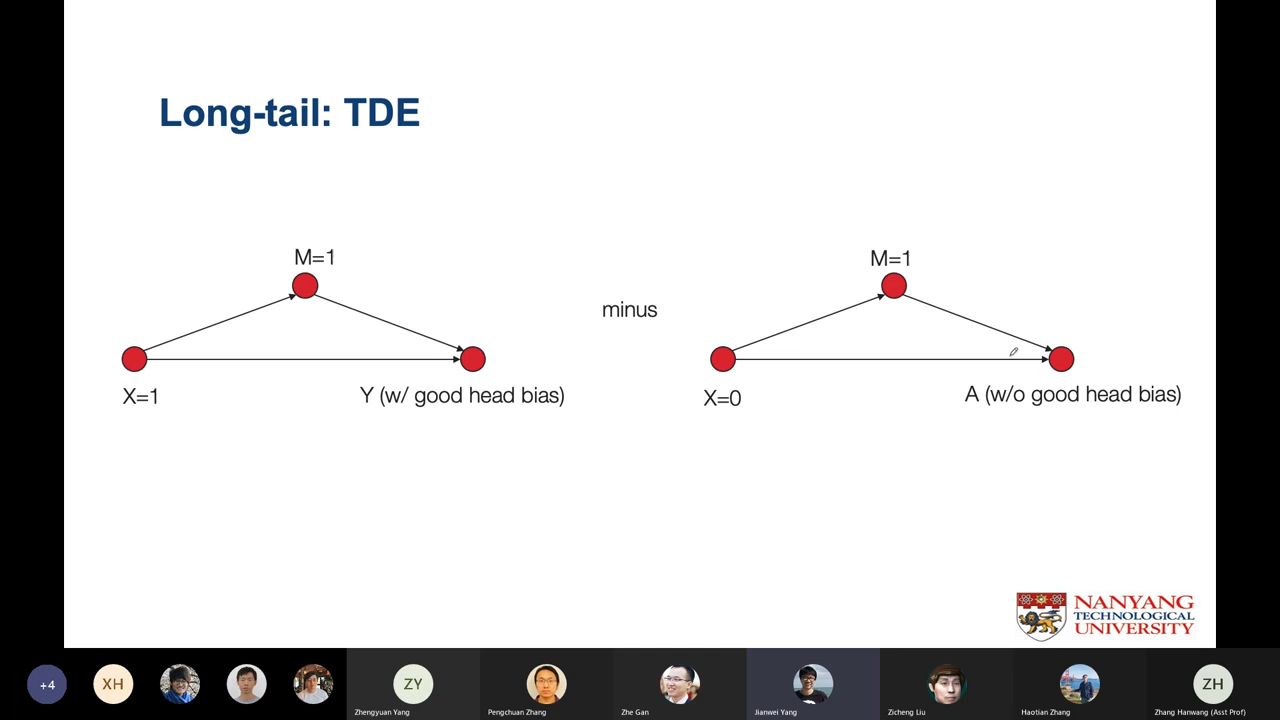 Long-tail: TDE
M=1
M=1
minus
X=1
Y (w/ good head bias)
X=0
A (w/o good head bias)
NANYANG
TECHNOLOGICAL
UNIVERSITY
+4
XH
ZY
ZH
Zhengyuan Yang
Pengchuan Zhang
Zhe Gan
Jianwei Yang
Zicheng Liu
Haotian Zhang
Zhang Hanwang (Asst Prof)